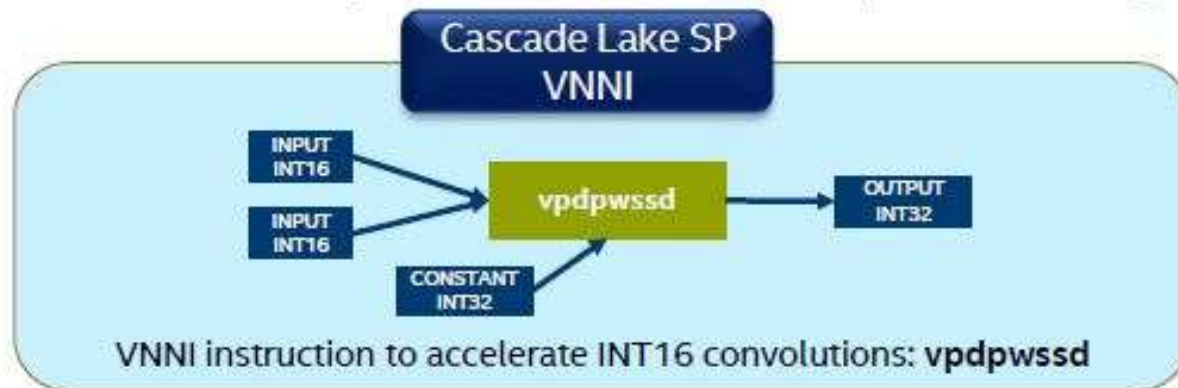 Cascade Lake SP
VNNI
INPUT
INT16
INPUT
INT16
vpdpwssd
OUTPUT
INT32
CONSTANT
INT32
VNNI instruction to accelerate INT16 convolutions: vpdpwssd